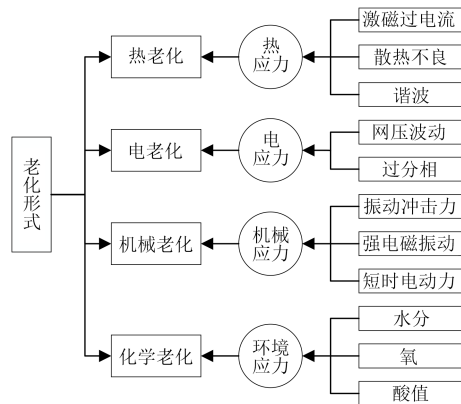 老化形式
热老化
热
应力
激磁过电流
散热不良
谐波
电老化
电
应力
网压波动
过分相
机械老化
机械
应力
振动冲击力
强电磁振动
短时电动力
化学老化
环境
应力
水分
氧
酸值